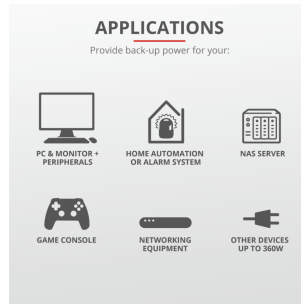 APPLICATIONS
Provide back-up power for your:
PC & MONITOR +
PERIPHERALS
HOME AUTOMATION
OR ALARM SYSTEM
NAS SERVER
GAME CONSOLE
NETWORKING
EQUIPMENT
OTHER DEVICES
UP TO 360W